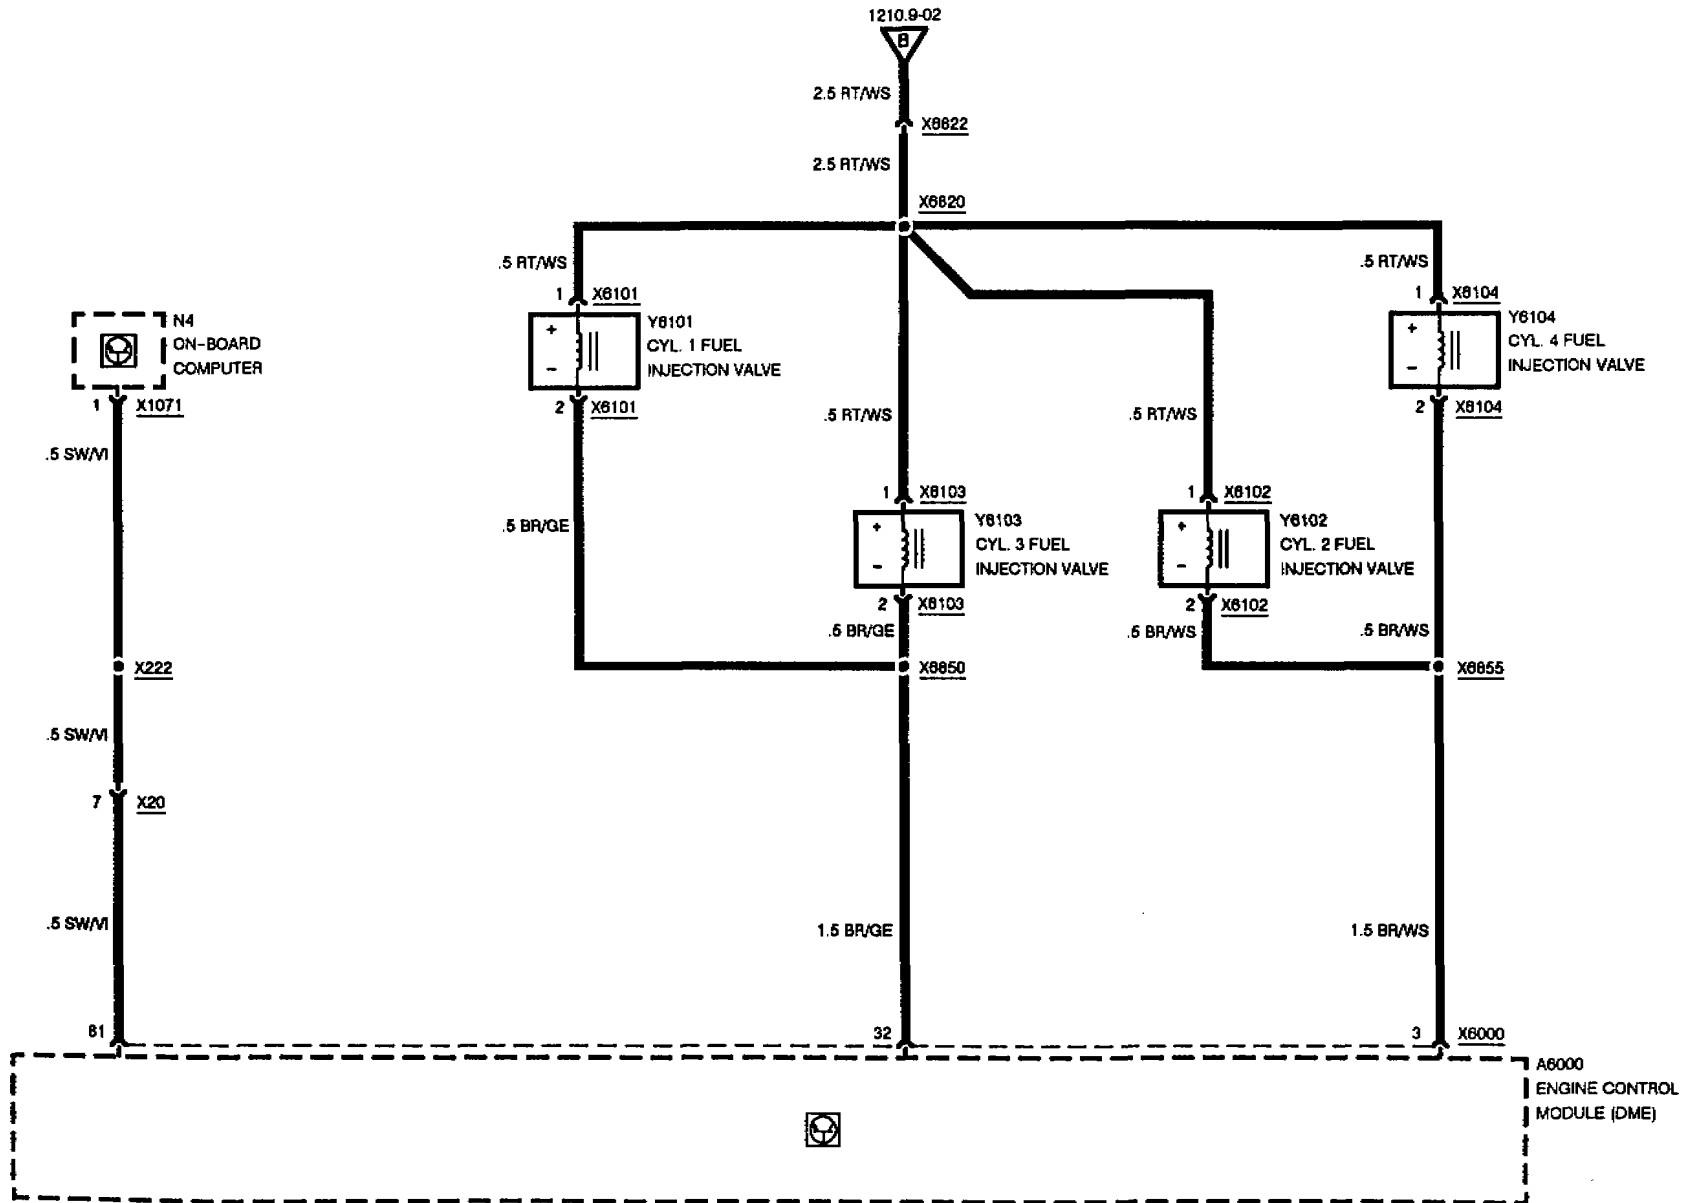 1210.9-02
B
2.5 RT/WS
X6822
2.5 RT/WS
X6820
.5 RT/WS
.5 RT/WS
1 X6101
1 X6104
N4
ON-BOARD
COMPUTER
+
-
Y6101
CYL. 1 FUEL
INJECTION VALVE
+
-
Y6104
CYL. 4 FUEL
INJECTION VALVE
1 X1071
2 X6101
2 X6104
.5 RT/WS
.5 RT/WS
.5 SW/VI
1 X6103
1 X6102
.5 BR/GE
+
-
Y6103
CYL. 3 FUEL
INJECTION VALVE
+
-
Y6102
CYL. 2 FUEL
INJECTION VALVE
2 X6103
2 X6102
.5 BR/GE
.5 BR/WS
.5 BR/WS
X222
X6850
X6855
.5 SW/VI
7 X20
.5 SW/VI
1.5 BR/GE
1.5 BR/WS
81
32
3 X6000
A6000
ENGINE CONTROL
MODULE (DME)